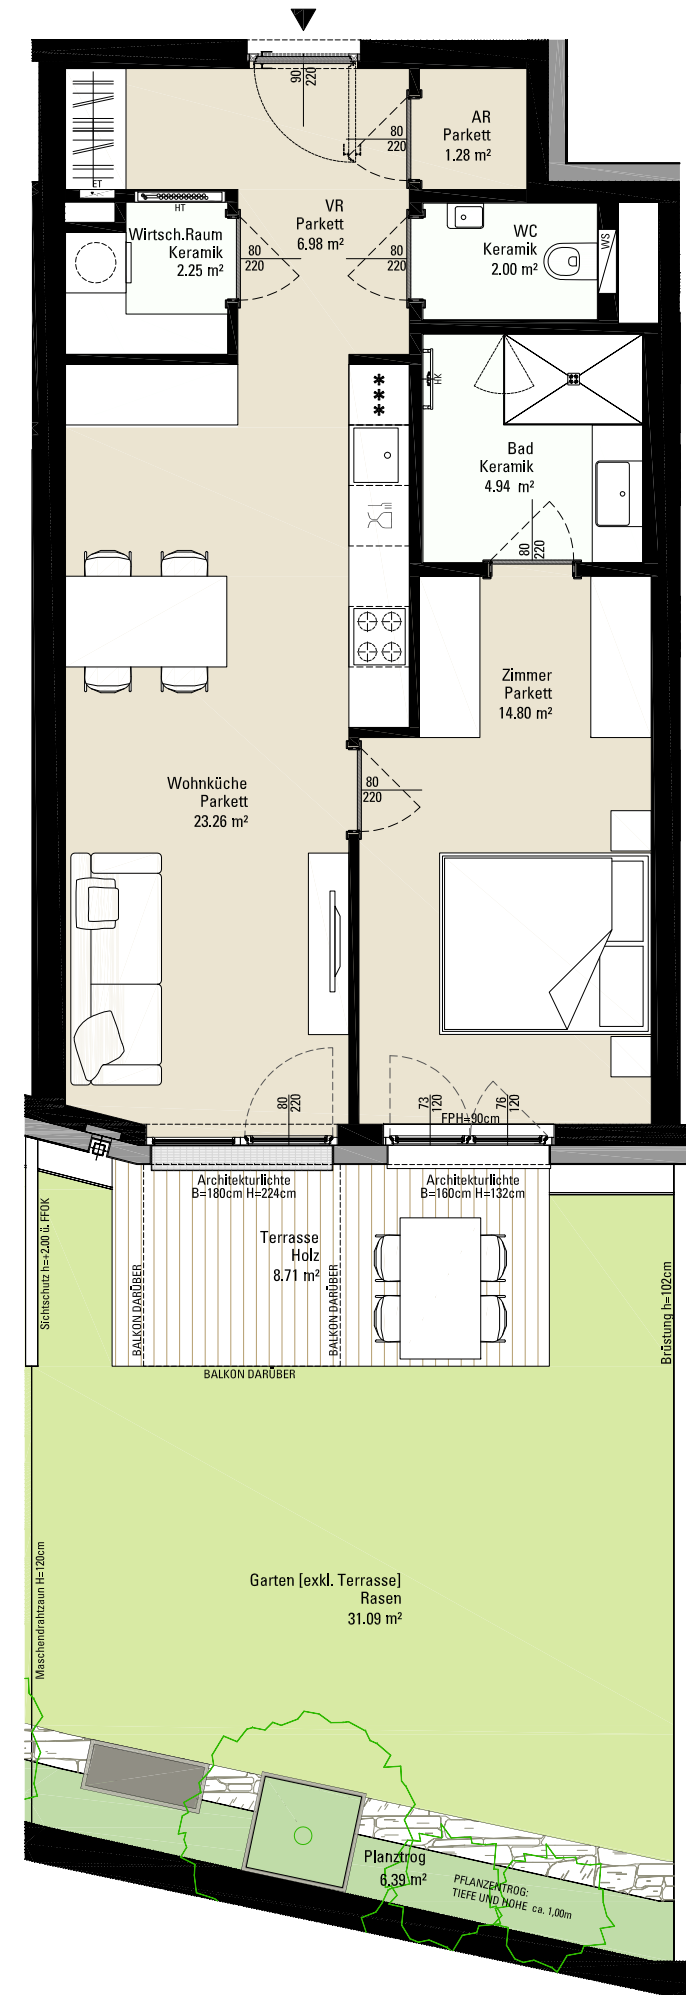 90
220
80
220
AR
Parkett
1.28 m²
ET
HT
VR
Parkett
6.98 m²
Wirtsch.Raum
Keramik
2.25 m²
80
220
80
220
WC
Keramik
2.00 m²
WS
HK
***
Bad
Keramik
4.94 m²
80
220
Zimmer
Parkett
14.80 m²
Wohnküche
Parkett
23.26 m²
80
220
80
220
73
120
76
120
FPH=90cm
Architekturlichte
B=180cm H=224cm
Architekturlichte
B=160cm H=132cm
Sichtschutz h=+2.00 ü. FFOK
Terrasse
Holz
8.71 m²
BALKON DARÜBER
BALKON DARÜBER
BALKON DARÜBER
Brüstung h=102cm
Maschendrahtzaun H=120cm
Garten [exkl. Terrasse]
Rasen
31.09 m²
Planztrog
6.39 m²
PFLANZENTROG:
TIEFE UND HÖHE ca. 1,00m